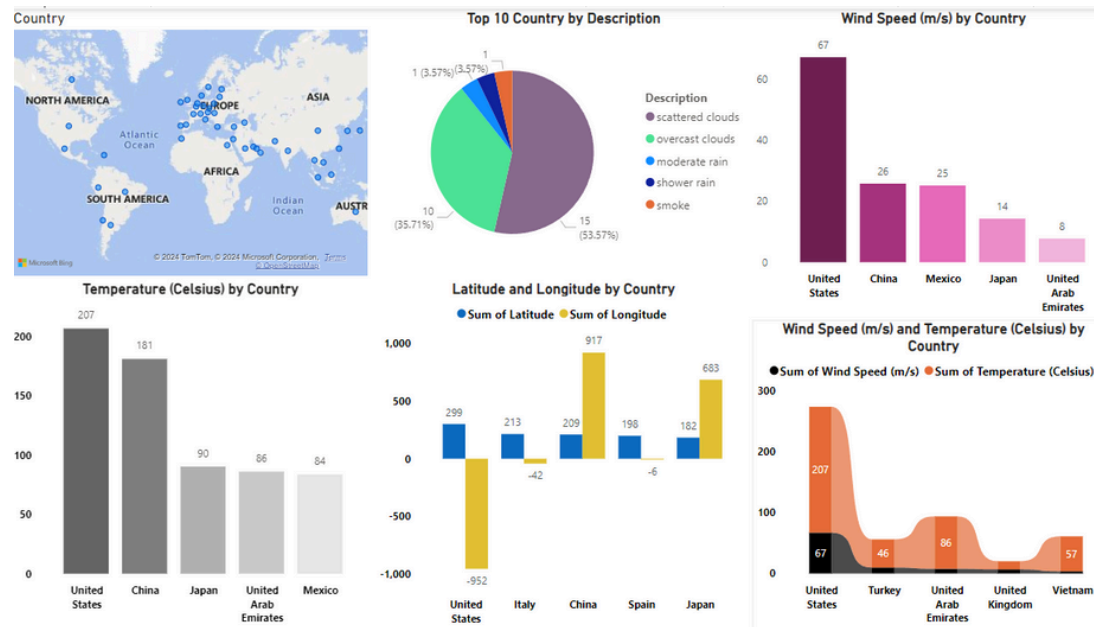 Country
NORTH AMERICA
EUROPE
ASIA
Atlantic
Ocean
AFRICA
SOUTH AMERICA
Indian
Ocean
AUSTR
Microsoft Bing
© 2024 TomTom, © 2024 Microsoft Corporation, Terms
© OpenStreetMap
Top 10 Country by Description
1
1 (3.57%)
(3.57%)
10
(35.71%)
15
(53.57%)
Description
scattered clouds
overcast clouds
moderate rain
shower rain
smoke
Wind Speed (m/s) by Country
67
60
26
25
40
14
20
8
0
United
States
China
Mexico
Japan
United
Arab
Emirates
Temperature (Celsius) by Country
207
200
181
150
100
90
86
84
50
0
United
States
China
Japan
United
Arab
Emirates
Mexico
Latitude and Longitude by Country
Sum of Latitude Sum of Longitude
1,000
917
683
500
299
213
209
198
182
0
-42
-6
-500
-1,000
-952
United
States
Italy
China
Spain
Japan
Wind Speed (m/s) and Temperature (Celsius) by
Country
Sum of Wind Speed (m/s) Sum of Temperature (Celsius)
300
200
207
100
86
67
46
57
0
United
States
Turkey
United
Arab
Emirates
United
Kingdom
Vietnam